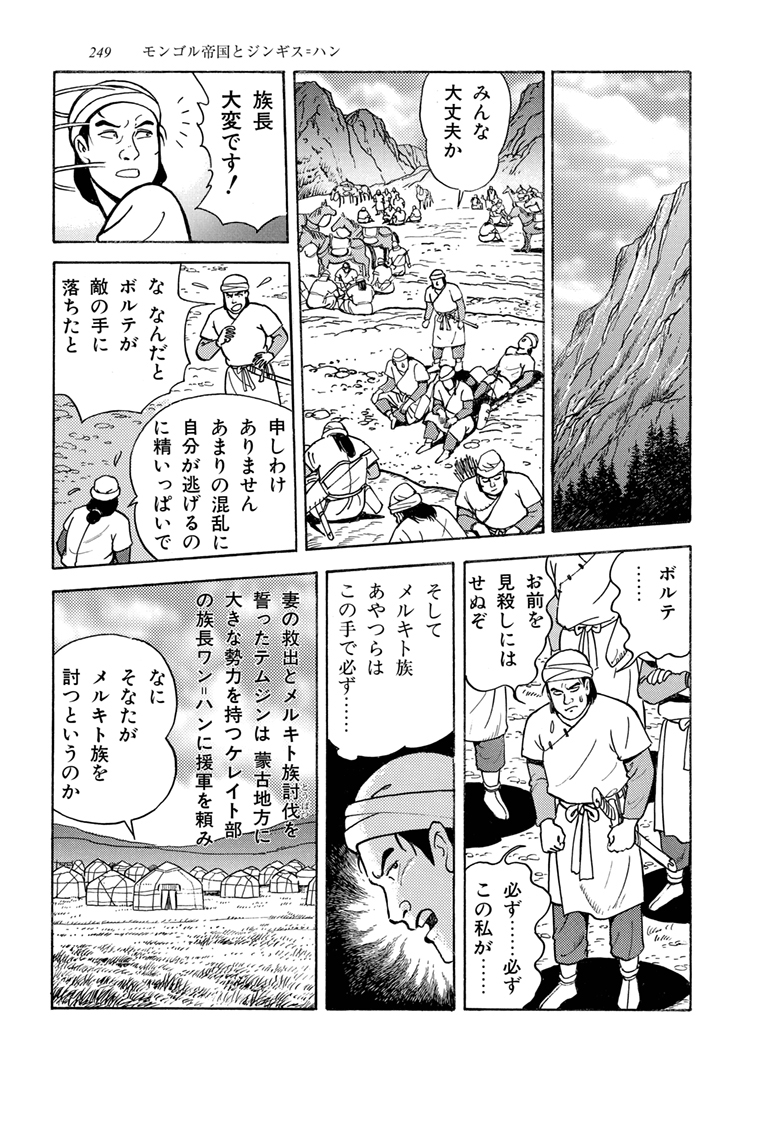 249 モンゴル帝国とジンギス=ハン
みんな
大丈夫か
族長
大変です!
な なんだと
ボルテが
敵の手に
落ちたと
申しわけ
ありません
あまりの混乱に
自分が逃げるの
に精いっぱいで
ボルテ
……
お前を
見殺しには
せぬぞ
必ず……必ず
この私が……
そして
メルキト族
あやつらは
この手で必ず……
妻の救出とメルキト族討伐を
とうばつ
誓ったテムジンは 蒙古地方に
大きな勢力を持つケレイト部
の族長ワン=ハンに援軍を頼み
なに
そなたが
メルキト族を
討つというのか